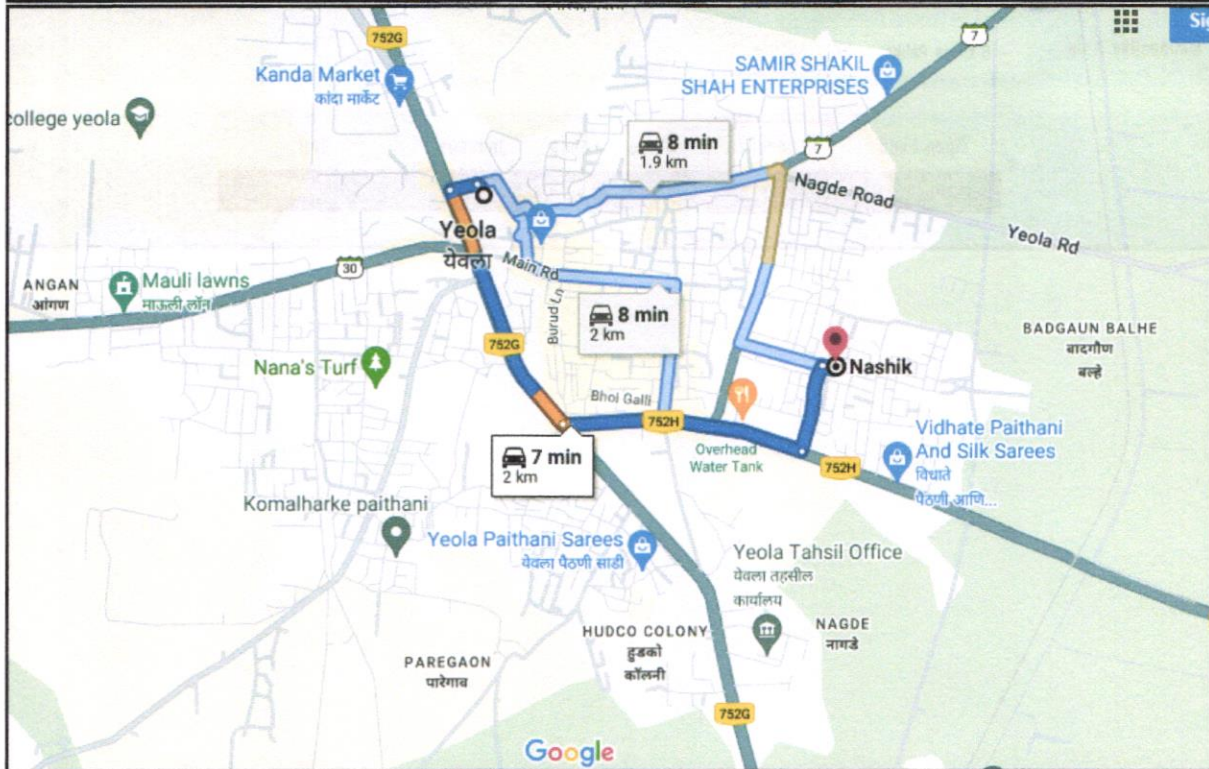 752G
Sig
Kanda Market
कांदा मार्केट
SAMIR SHAKIL
SHAH ENTERPRISES
7
college yeola
8 min
1.9 km
7
Nagde Road
Yeola Rd
Yeola
येवला
Main Rd
30
ANGAN
आंगण
Mauli lawns
माऊली लॉन
Burud Ln
8 min
2 km
BADGAUN BALHE
बादगौण
बल्हे
752G
Nana's Turf
Nashik
Bhoi Galli
752H
Overhead
Water Tank
752H
Vidhate Paithani
And Silk Sarees
विधाते
पैठणी आणि...
7 min
2 km
Komalharke paithani
Yeola Paithani Sarees
येवला पैठणी साडी
Yeola Tahsil Office
येवला तहसील
कार्यालय
HUDCO COLONY
हुडको
कॉलनी
NAGDE
नागडे
PAREGAON
पारेगाव
752G
Google